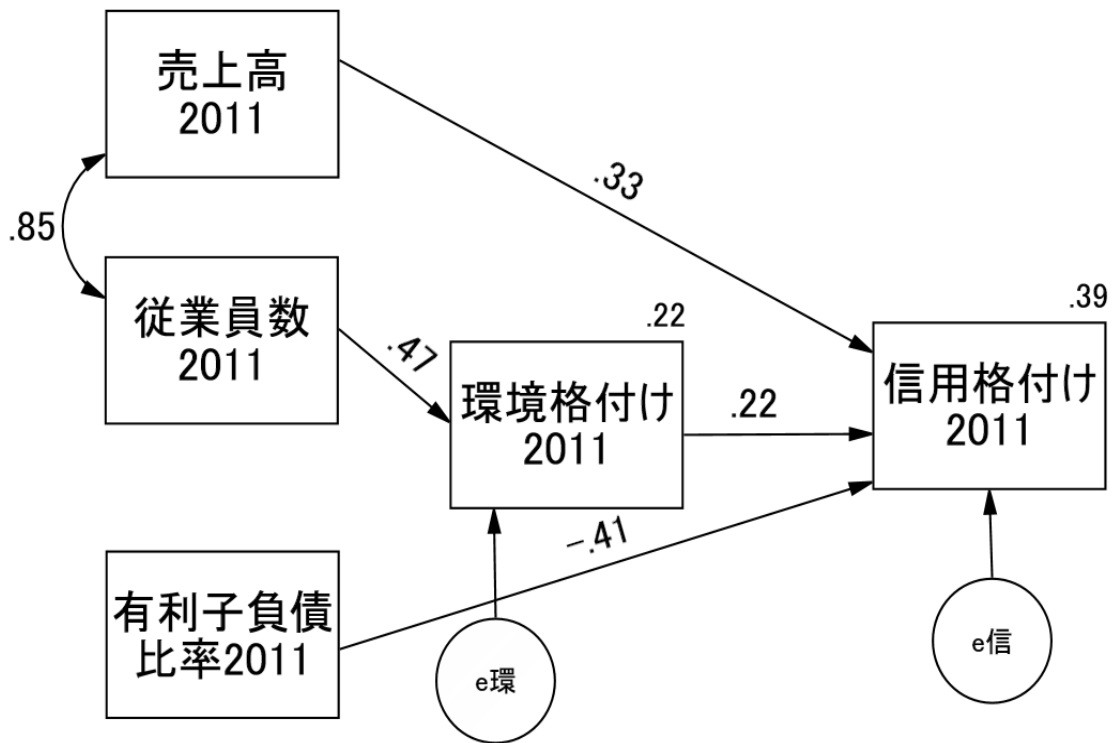 売上高
2011
.33
.85
従業員数
2011
.47
.22
環境格付け
2011
.22
.39
信用格付け
2011
-.41
有利子負債
比率2011
e環
e信